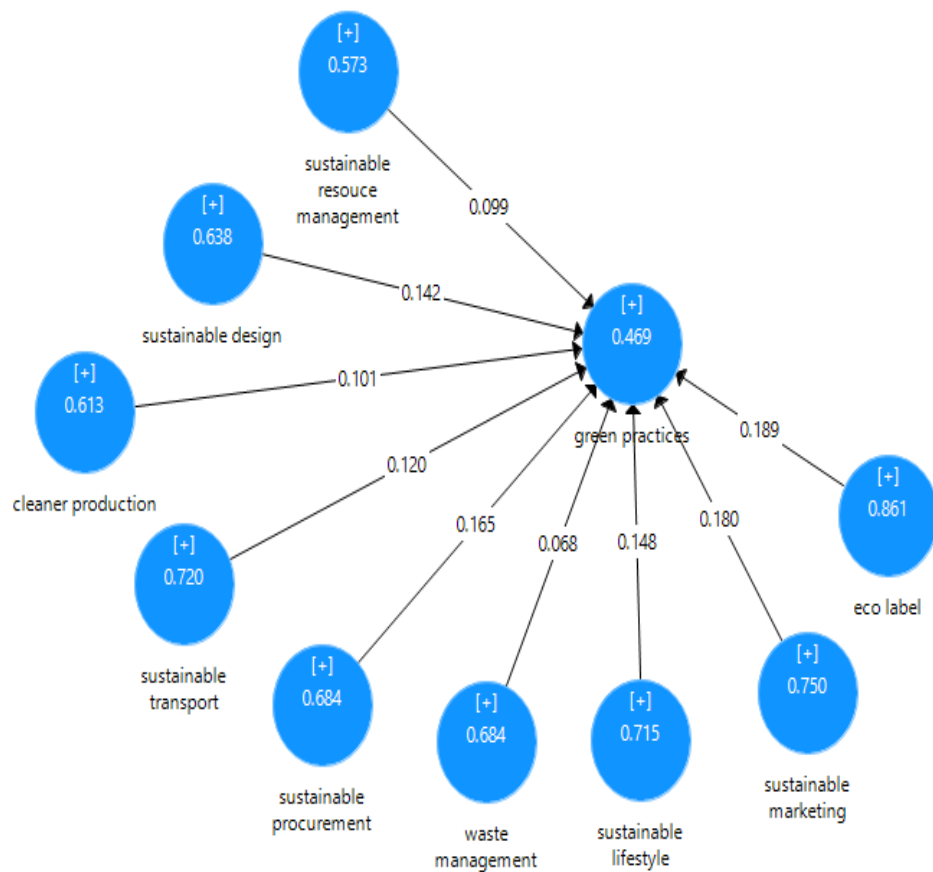 [+]
0.573
sustainable
resouce
management
0.099
[+]
0.638
sustainable design
0.142
[+]
0.469
green practices
[+]
0.613
cleaner production
0.101
0.189
[+]
0.861
eco label
0.120
[+]
0.720
sustainable
transport
0.165
0.068
0.148
0.180
[+]
0.684
sustainable
procurement
[+]
0.684
waste
management
[+]
0.715
sustainable
lifestyle
[+]
0.750
sustainable
marketing